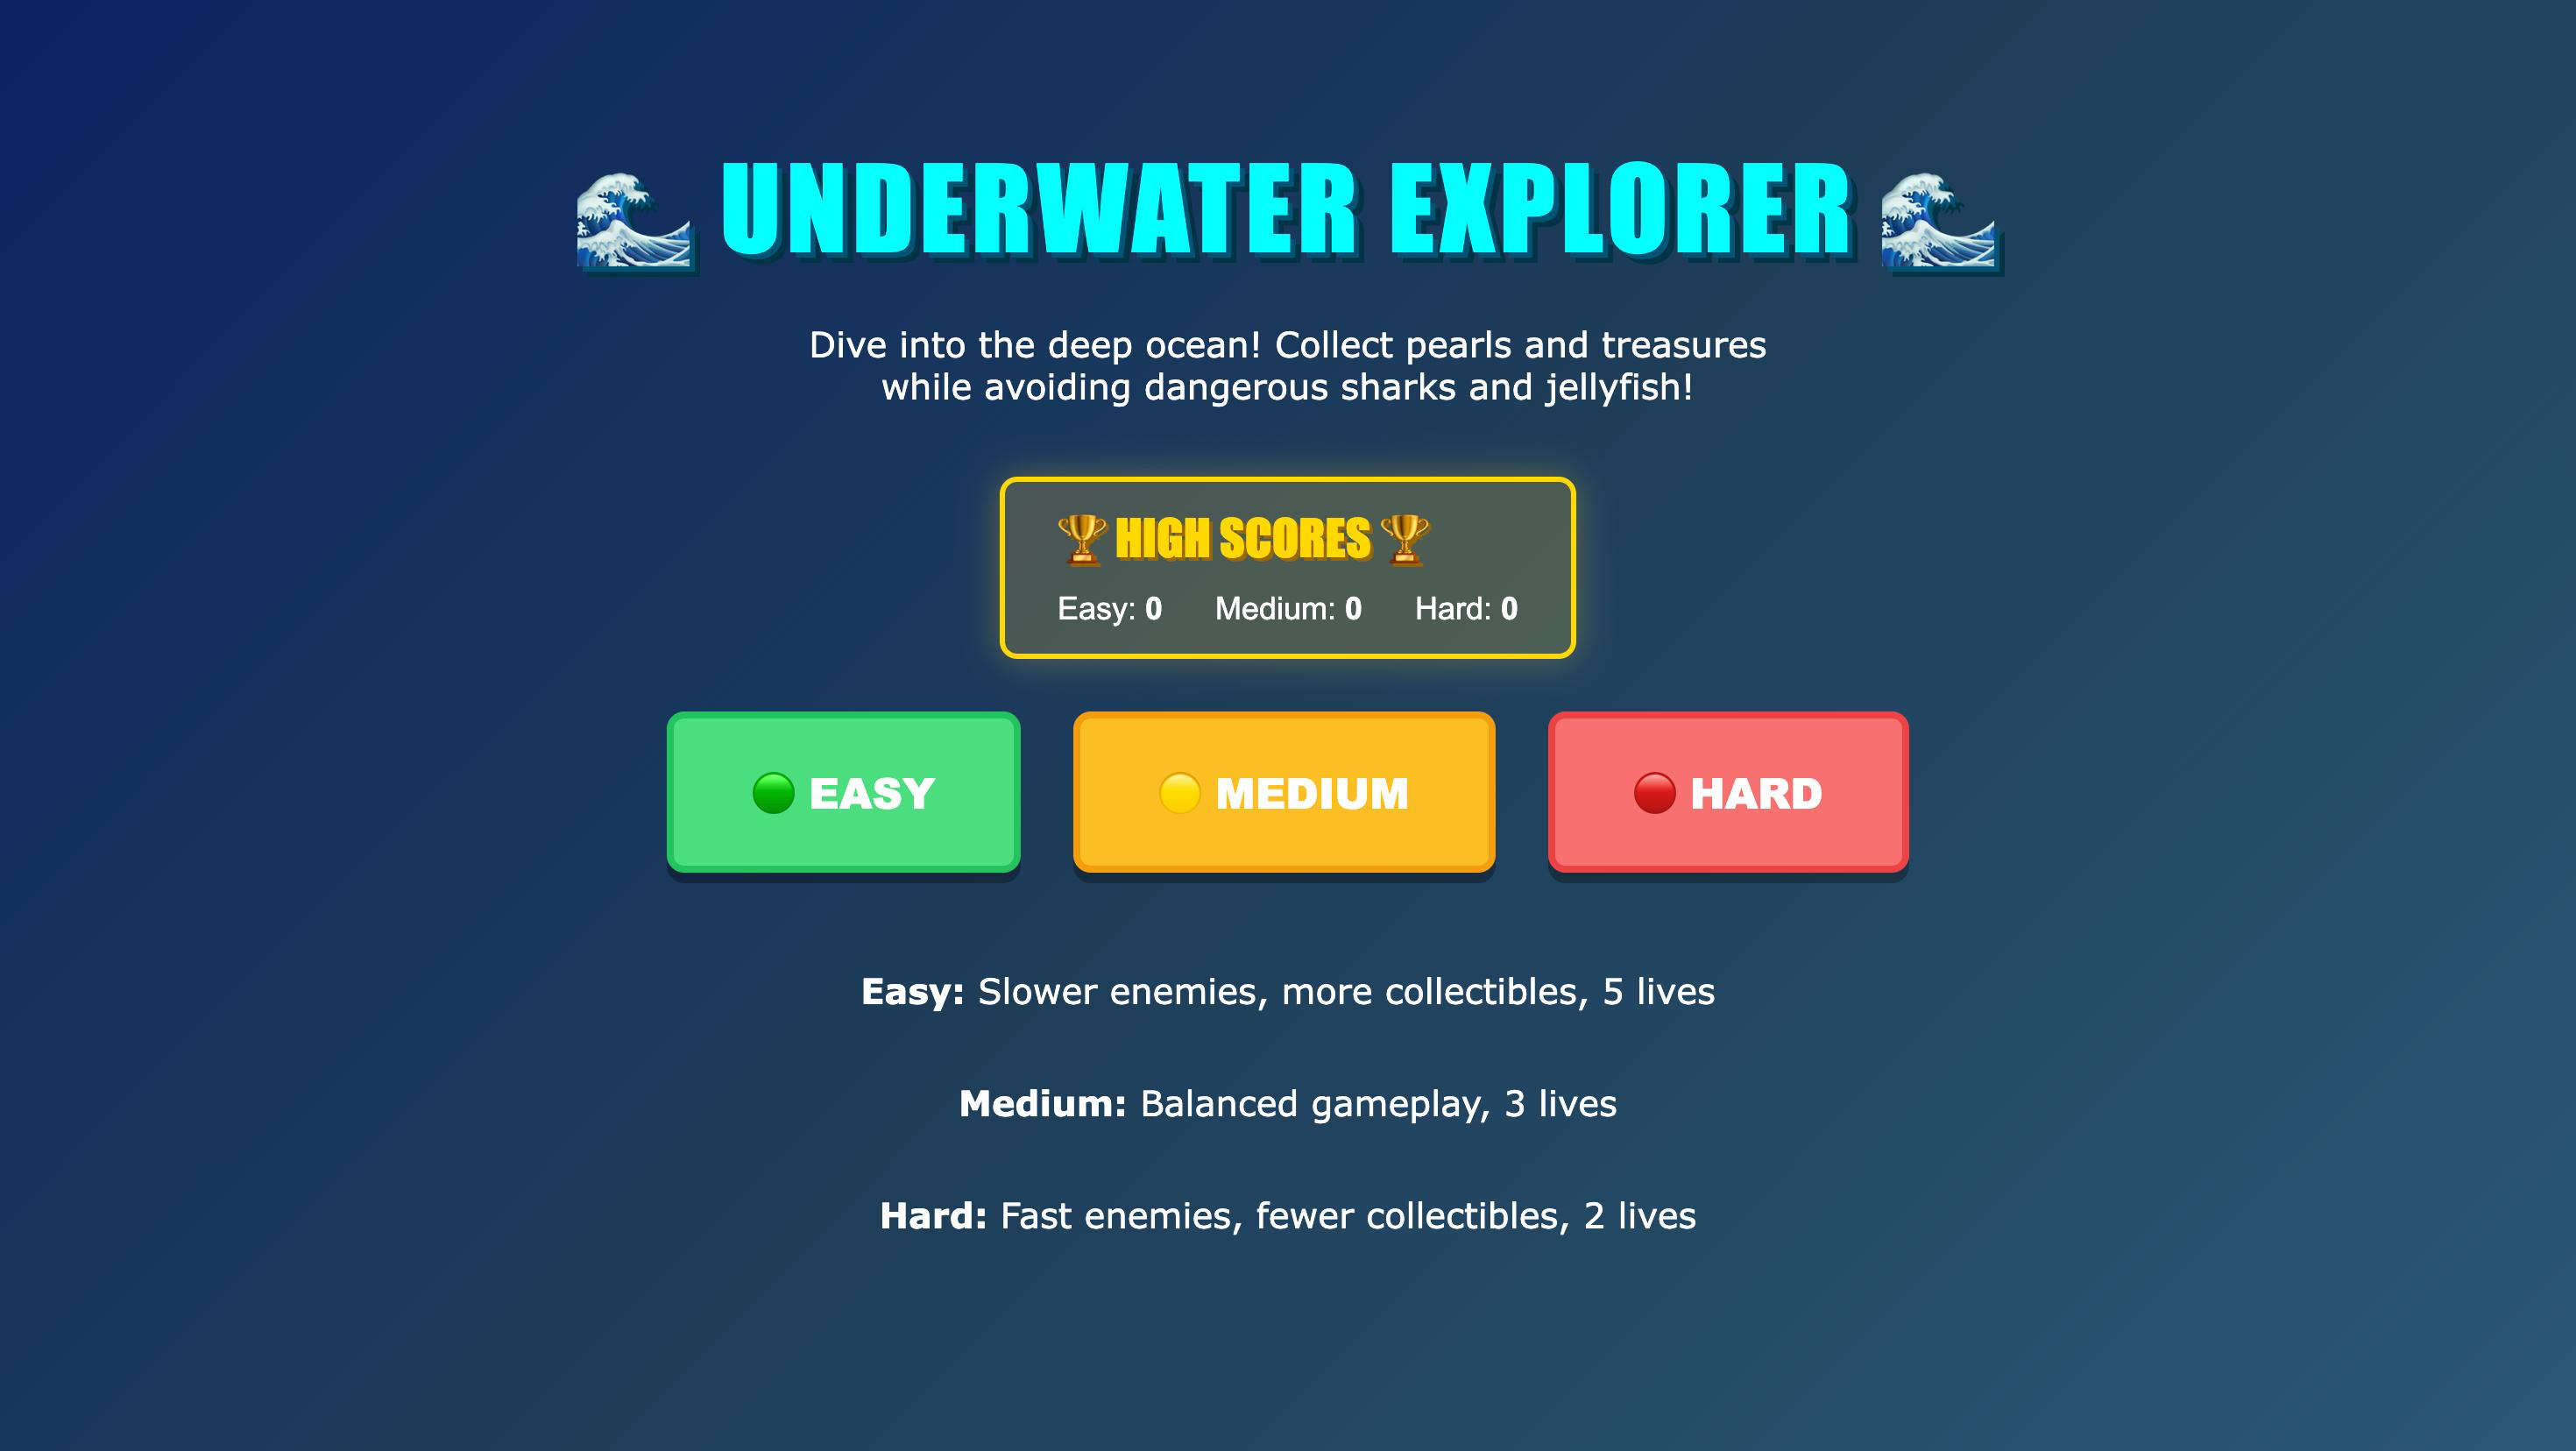 🌊 UNDERWATER EXPLORER 🌊
Dive into the deep ocean! Collect pearls and treasures
while avoiding dangerous sharks and jellyfish!
🏆 HIGH SCORES 🏆
Easy: 0 Medium: 0 Hard: 0
🟢 EASY 🟡 MEDIUM 🔴 HARD
Easy: Slower enemies, more collectibles, 5 lives
Medium: Balanced gameplay, 3 lives
Hard: Fast enemies, fewer collectibles, 2 lives